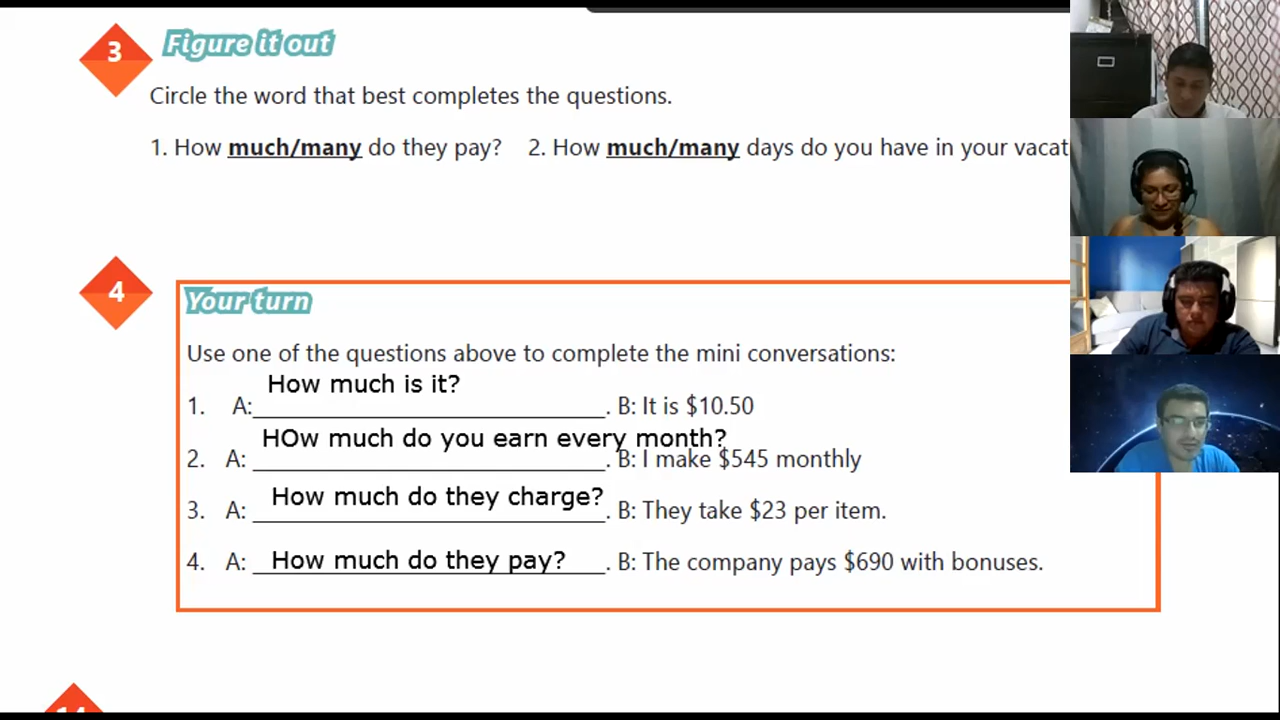 3
Figure it out
Circle the word that best completes the questions.
1. How much/many do they pay? 2. How much/many days do you have in your vacat
4
Your turn
Use one of the questions above to complete the mini conversations:
How much is it?
1. A:____________________. B: It is $10.50
HOw much do you earn every month?
2. A: ____________________. B: I make $545 monthly
How much do they charge?
3. A: ____________________. B: They take $23 per item.
How much do they pay?
4. A: ____________________. B: The company pays $690 with bonuses.